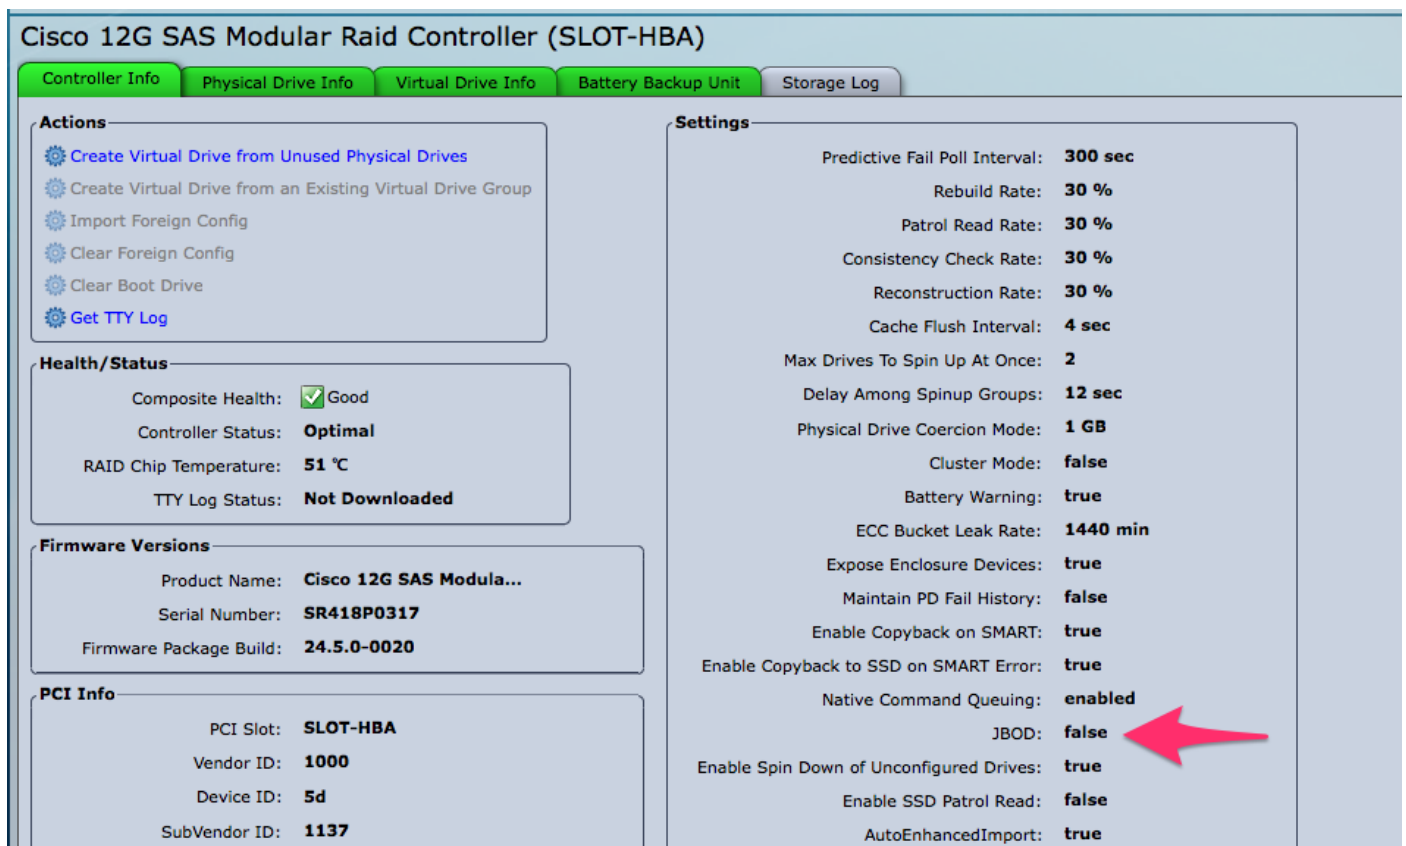 Cisco 12G SAS Modular Raid Controller (SLOT-HBA)
Controller Info
Physical Drive Info
Virtual Drive Info
Battery Backup Unit
Storage Log
Actions
Create Virtual Drive from Unused Physical Drives
Create Virtual Drive from an Existing Virtual Drive Group
Import Foreign Config
Clear Foreign Config
Clear Boot Drive
Get TTY Log
Health/Status
Composite Health: Good
Controller Status: Optimal
RAID Chip Temperature: 51 ℃
TTY Log Status: Not Downloaded
Firmware Versions
Product Name: Cisco 12G SAS Modula...
Serial Number: SR418P0317
Firmware Package Build: 24.5.0-0020
PCI Info
PCI Slot: SLOT-HBA
Vendor ID: 1000
Device ID: 5d
SubVendor ID: 1137
Settings
Predictive Fail Poll Interval: 300 sec
Rebuild Rate: 30 %
Patrol Read Rate: 30 %
Consistency Check Rate: 30 %
Reconstruction Rate: 30 %
Cache Flush Interval: 4 sec
Max Drives To Spin Up At Once: 2
Delay Among Spinup Groups: 12 sec
Physical Drive Coercion Mode: 1 GB
Cluster Mode: false
Battery Warning: true
ECC Bucket Leak Rate: 1440 min
Expose Enclosure Devices: true
Maintain PD Fail History: false
Enable Copyback on SMART: true
Enable Copyback to SSD on SMART Error: true
Native Command Queuing: enabled
JBOD: false
Enable Spin Down of Unconfigured Drives: true
Enable SSD Patrol Read: false
AutoEnhancedImport: true